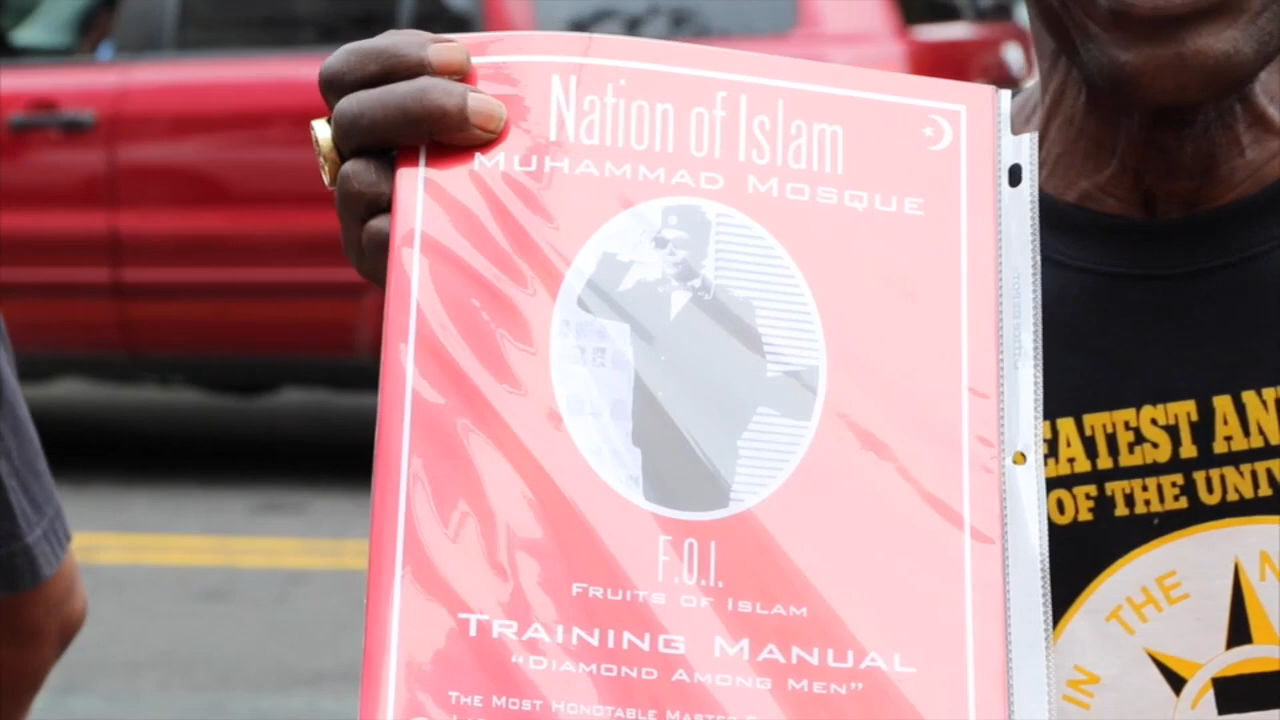 Nation of Islam
MUHAMMAD MOSQUE
F.O.I.
FRUITS OF ISLAM
TRAINING MANUAL
“DIAMOND AMONG MEN”
THE MOST HONOTABLE MASTER
EATEST AN
OF THE UNIV
IN THE